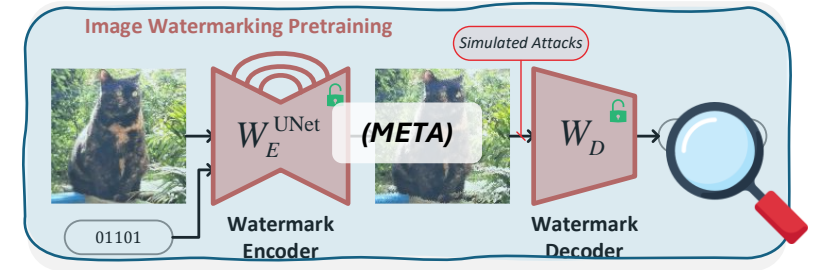 Image Watermarking Pretraining
Simulated Attacks
W_E^UNet
(META)
W_D
01101
Watermark
Encoder
Watermark
Decoder